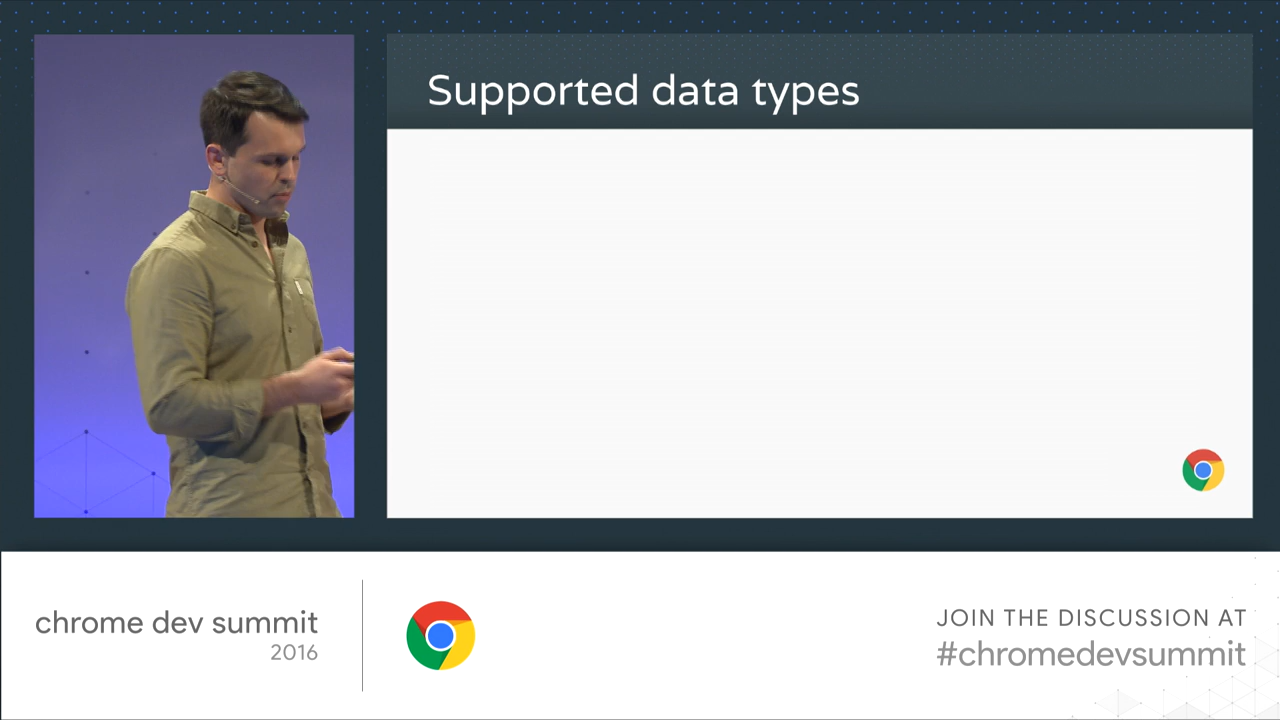 Supported data types
chrome dev summit
2016
JOIN THE DISCUSSION AT
#chromedevsummit